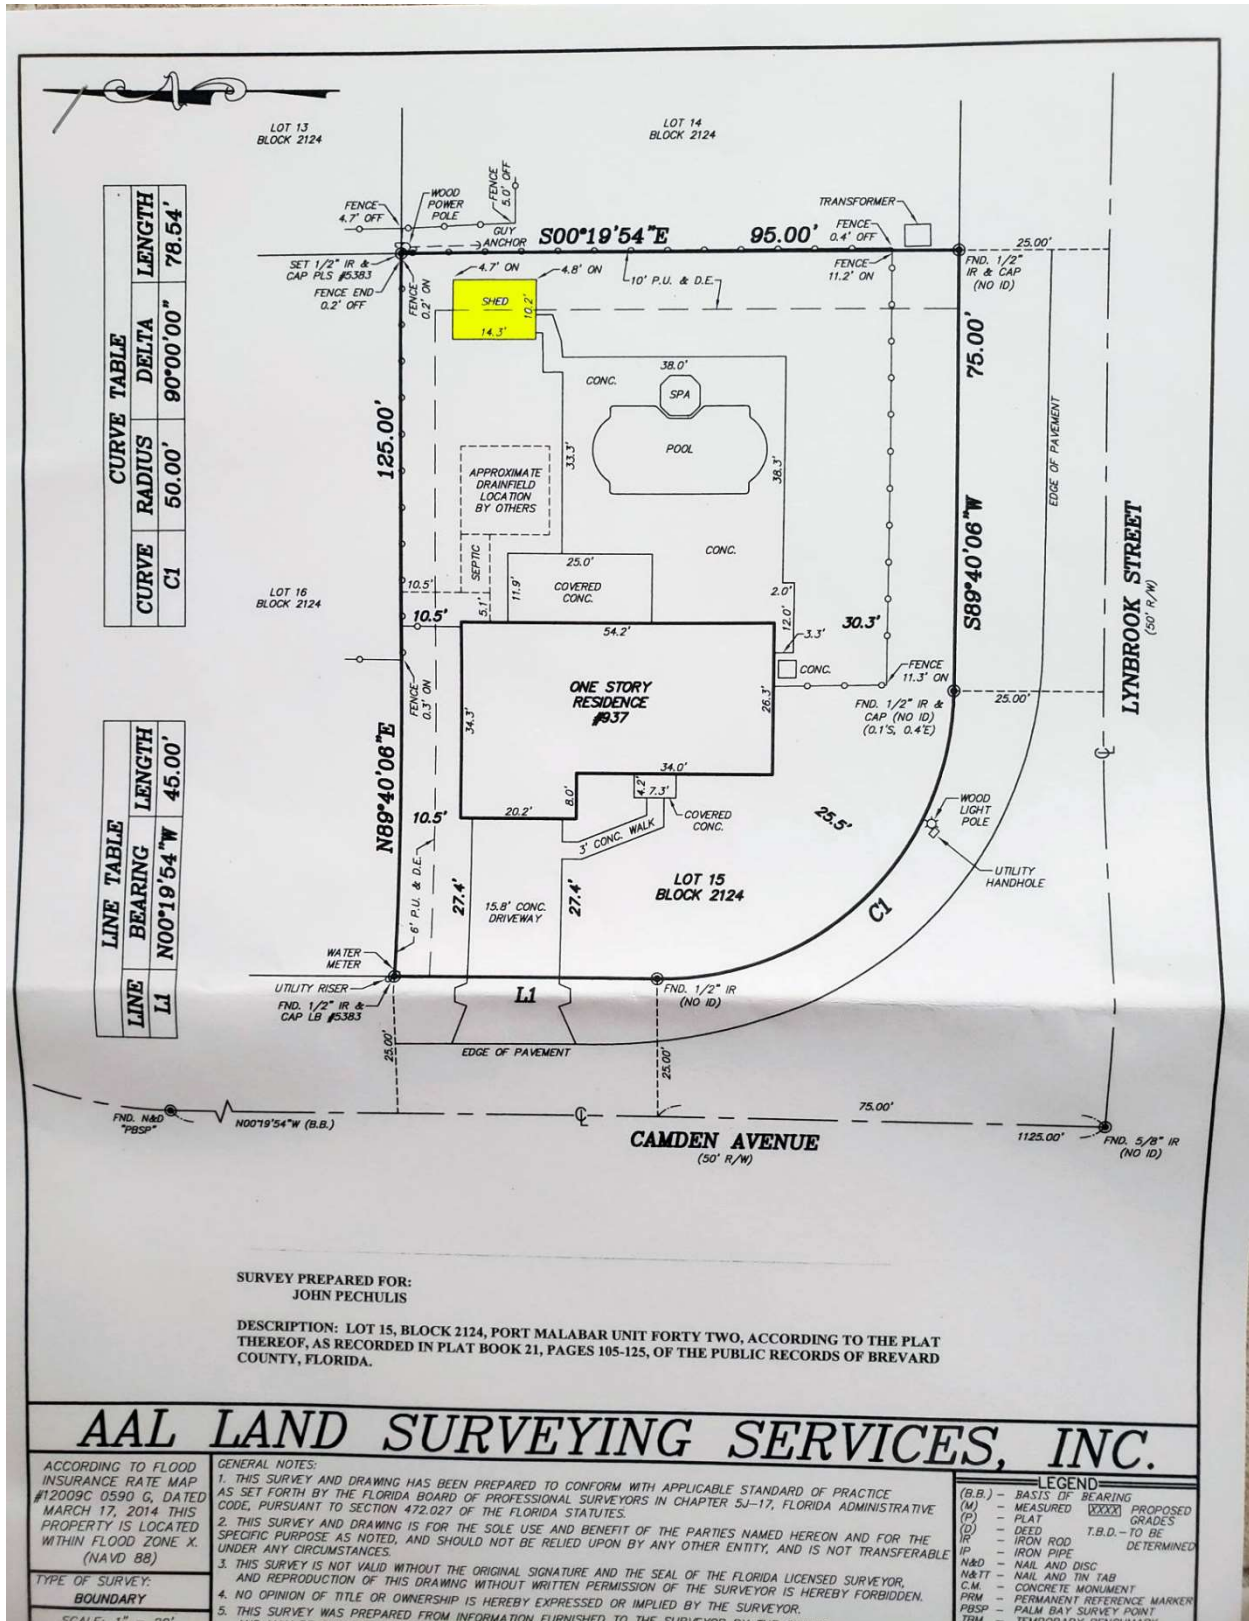 LOT 13
BLOCK 2124
LOT 14
BLOCK 2124
FENCE
4.7' OFF
WOOD
POWER
POLE
FENCE
5.0' OFF
GUY
ANCHOR
S00°19'54"E
95.00'
TRANSFORMER
FENCE
0.4' OFF
25.00'
SET 1/2" IR &
CAP PLS #5383
FENCE END
0.2' OFF
FENCE
0.2' ON
4.7' ON
4.8' ON
10' P.U. & D.E.
FENCE
11.2' ON
FND. 1/2"
IR & CAP
(NO ID)
SHED
10.2'
14.3'
75.00'
S89°40'06"W
38.0'
CONC.
SPA
POOL
33.3'
38.3'
125.00'
N89°40'06"E
APPROXIMATE
DRAINFIELD
LOCATION
BY OTHERS
SEPTIC
EDGE OF PAVEMENT
LYNBROOK STREET
(50' R/W)
CONC.
25.0'
COVERED
CONC.
11.9'
5.1'
10.5'
10.5'
LOT 16
BLOCK 2124
2.0'
12.0'
3.3'
30.3'
54.2'
CONC.
FENCE
11.3' ON
FENCE
0.3' ON
ONE STORY
RESIDENCE
#937
34.3'
26.3'
FND. 1/2" IR &
CAP (NO ID)
(0.1'S, 0.4'E)
25.00'
34.0'
4.2'
7.3'
8.0'
20.2'
10.5'
COVERED
CONC.
3' CONC. WALK
25.5'
WOOD
LIGHT
POLE
UTILITY
HANDHOLE
LOT 15
BLOCK 2124
6' P.U. & D.E.
27.4'
15.8' CONC.
DRIVEWAY
27.4'
C1
WATER
METER
UTILITY RISER
FND. 1/2" IR &
CAP LB #5383
L1
FND. 1/2" IR
(NO ID)
25.00'
EDGE OF PAVEMENT
25.00'
FND. N&D
"PBSP"
N00°19'54"W (B.B.)
75.00'
CAMDEN AVENUE
(50' R/W)
1125.00'
FND. 5/8" IR
(NO ID)
CURVE TABLE
CURVE RADIUS DELTA LENGTH
C1 50.00' 90°00'00" 78.54'
LINE TABLE
LINE BEARING LENGTH
L1 N00°19'54"W 45.00'
SURVEY PREPARED FOR:
JOHN PECHULIS
DESCRIPTION: LOT 15, BLOCK 2124, PORT MALABAR UNIT FORTY TWO, ACCORDING TO THE PLAT
THEREOF, AS RECORDED IN PLAT BOOK 21, PAGES 105-125, OF THE PUBLIC RECORDS OF BREVARD
COUNTY, FLORIDA.
AAL LAND SURVEYING SERVICES, INC.
ACCORDING TO FLOOD
INSURANCE RATE MAP
#12009C 0590 G, DATED
MARCH 17, 2014 THIS
PROPERTY IS LOCATED
WITHIN FLOOD ZONE X.
(NAVD 88)
TYPE OF SURVEY:
BOUNDARY
GENERAL NOTES:
1. THIS SURVEY AND DRAWING HAS BEEN PREPARED TO CONFORM WITH APPLICABLE STANDARD OF PRACTICE
AS SET FORTH BY THE FLORIDA BOARD OF PROFESSIONAL SURVEYORS IN CHAPTER 5J-17, FLORIDA ADMINISTRATIVE
CODE, PURSUANT TO SECTION 472.027 OF THE FLORIDA STATUTES.
2. THIS SURVEY AND DRAWING IS FOR THE SOLE USE AND BENEFIT OF THE PARTIES NAMED HEREON AND FOR THE
SPECIFIC PURPOSE AS NOTED, AND SHOULD NOT BE RELIED UPON BY ANY OTHER ENTITY, AND IS NOT TRANSFERABLE
UNDER ANY CIRCUMSTANCES.
3. THIS SURVEY IS NOT VALID WITHOUT THE ORIGINAL SIGNATURE AND THE SEAL OF THE FLORIDA LICENSED SURVEYOR,
AND REPRODUCTION OF THIS DRAWING WITHOUT WRITTEN PERMISSION OF THE SURVEYOR IS HEREBY FORBIDDEN.
4. NO OPINION OF TITLE OR OWNERSHIP IS HEREBY EXPRESSED OR IMPLIED BY THE SURVEYOR.
5. THIS SURVEY WAS PREPARED FROM INFORMATION FURNISHED TO THE SURVEYOR
LEGEND
(B.B.) – BASIS OF BEARING
(M) – MEASURED XXXX PROPOSED
(P) – PLAT GRADES
(D) – DEED T.B.D. – TO BE
IR – IRON ROD DETERMINED
IP – IRON PIPE
N&D – NAIL AND DISC
N&TT – NAIL AND TIN TAB
C.M. – CONCRETE MONUMENT
PRM – PERMANENT REFERENCE MARKER
PBSP – PALM BAY SURVEY POINT